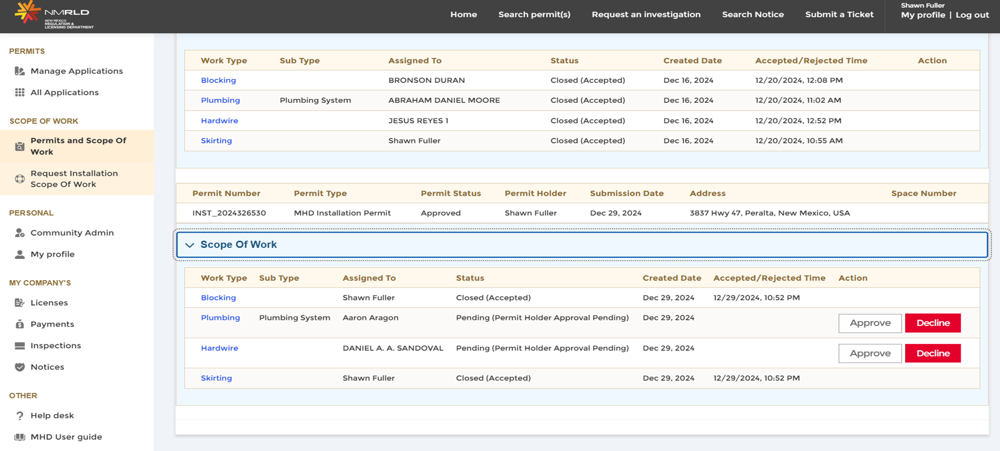 NMRLD
NEW MEXICO
REGULATION &
LICENSING DEPARTMENT
Home Search permit(s) Request an investigation Search Notice Submit a Ticket
Shawn Fuller
My profile | Log out
PERMITS
Manage Applications
All Applications
SCOPE OF WORK
Permits and Scope Of
Work
Request Installation
Scope Of Work
PERSONAL
Community Admin
My profile
MY COMPANY'S
Licenses
Payments
Inspections
Notices
OTHER
Help desk
MHD User guide
Work Type Sub Type Assigned To Status Created Date Accepted/Rejected Time Action
Blocking BRONSON DURAN Closed (Accepted) Dec 16, 2024 12/20/2024, 12:08 PM
Plumbing Plumbing System ABRAHAM DANIEL MOORE Closed (Accepted) Dec 16, 2024 12/20/2024, 11:02 AM
Hardwire JESUS REYES 1 Closed (Accepted) Dec 16, 2024 12/20/2024, 12:52 PM
Skirting Shawn Fuller Closed (Accepted) Dec 16, 2024 12/20/2024, 10:55 AM
Permit Number Permit Type Permit Status Permit Holder Submission Date Address Space Number
INST_2024326530 MHD Installation Permit Approved Shawn Fuller Dec 29, 2024 3837 Hwy 47, Peralta, New Mexico, USA
Scope Of Work
Work Type Sub Type Assigned To Status Created Date Accepted/Rejected Time Action
Blocking Shawn Fuller Closed (Accepted) Dec 29, 2024 12/29/2024, 10:52 PM
Plumbing Plumbing System Aaron Aragon Pending (Permit Holder Approval Pending) Dec 29, 2024 Approve Decline
Hardwire DANIEL A. A. SANDOVAL Pending (Permit Holder Approval Pending) Dec 29, 2024 Approve Decline
Skirting Shawn Fuller Closed (Accepted) Dec 29, 2024 12/29/2024, 10:52 PM